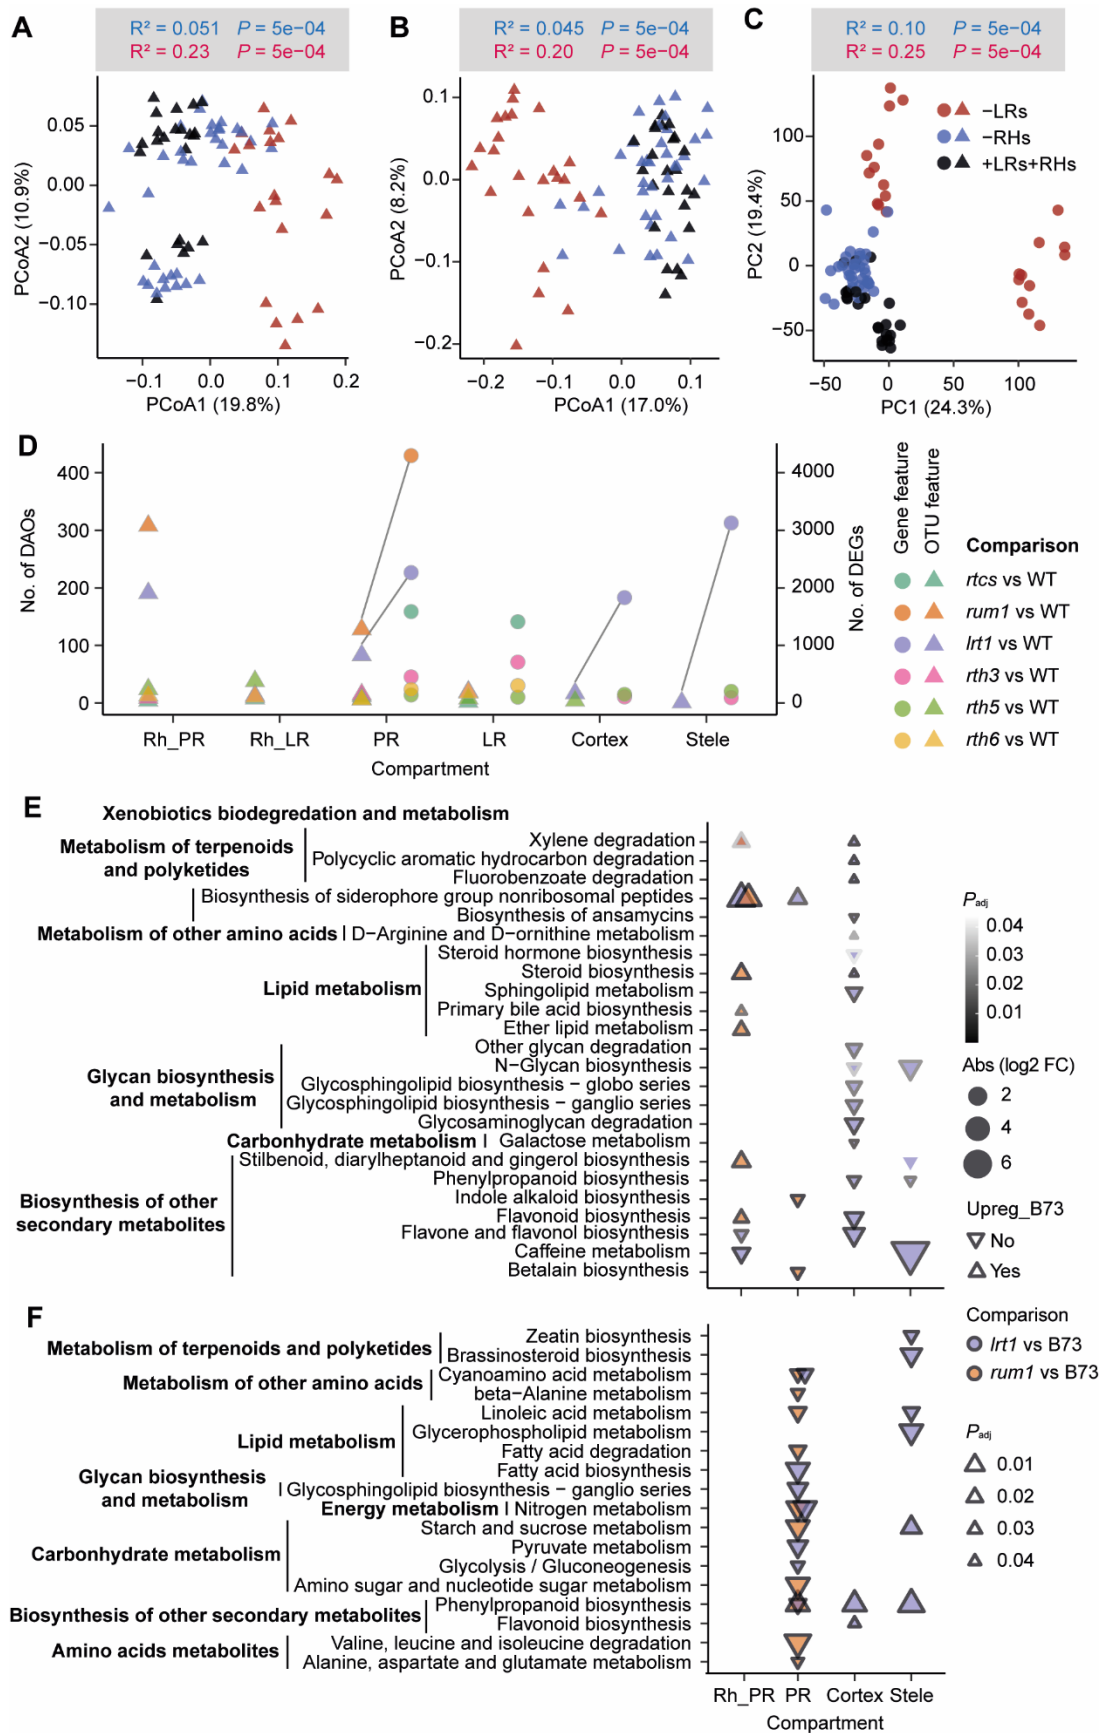 A
R² = 0.051 P = 5e−04
R² = 0.23 P = 5e−04
0.05
0.00
−0.05
−0.10
PCoA2 (10.9%)
−0.1 0.0 0.1 0.2
PCoA1 (19.8%)
B
R² = 0.045 P = 5e−04
R² = 0.20 P = 5e−04
0.1
0.0
−0.1
−0.2
PCoA2 (8.2%)
−0.2 −0.1 0.0 0.1
PCoA1 (17.0%)
C
R² = 0.10 P = 5e−04
R² = 0.25 P = 5e−04
−LRs
−RHs
+LRs+RHs
100
50
0
−50
PC2 (19.4%)
−50 0 50 100
PC1 (24.3%)
D
No. of DAOs
400
300
200
100
0
4000
3000
2000
1000
0
No. of DEGs
Rh_PR Rh_LR PR LR Cortex Stele
Compartment
Gene feature
OTU feature
Comparison
rtcs vs WT
rum1 vs WT
lrt1 vs WT
rth3 vs WT
rth5 vs WT
rth6 vs WT
E
Xenobiotics biodegredation and metabolism
Metabolism of terpenoids
and polyketides
Metabolism of other amino acids
Lipid metabolism
Glycan biosynthesis
and metabolism
Carbonhydrate metabolism
Biosynthesis of other
secondary metabolites
Xylene degradation
Polycyclic aromatic hydrocarbon degradation
Fluorobenzoate degradation
Biosynthesis of siderophore group nonribosomal peptides
Biosynthesis of ansamycins
D−Arginine and D−ornithine metabolism
Steroid hormone biosynthesis
Steroid biosynthesis
Sphingolipid metabolism
Primary bile acid biosynthesis
Ether lipid metabolism
Other glycan degradation
N−Glycan biosynthesis
Glycosphingolipid biosynthesis − globo series
Glycosphingolipid biosynthesis − ganglio series
Glycosaminoglycan degradation
Galactose metabolism
Stilbenoid, diarylheptanoid and gingerol biosynthesis
Phenylpropanoid biosynthesis
Indole alkaloid biosynthesis
Flavonoid biosynthesis
Flavone and flavonol biosynthesis
Caffeine metabolism
Betalain biosynthesis
Padj
0.04
0.03
0.02
0.01
Abs (log2 FC)
2
4
6
Upreg_B73
No
Yes
Comparison
lrt1 vs B73
rum1 vs B73
F
Metabolism of terpenoids and polyketides
Metabolism of other amino acids
Lipid metabolism
Glycan biosynthesis
and metabolism
Energy metabolism
Carbonhydrate metabolism
Biosynthesis of other secondary metabolites
Amino acids metabolites
Zeatin biosynthesis
Brassinosteroid biosynthesis
Cyanoamino acid metabolism
beta−Alanine metabolism
Linoleic acid metabolism
Glycerophospholipid metabolism
Fatty acid degradation
Fatty acid biosynthesis
Glycosphingolipid biosynthesis − ganglio series
Nitrogen metabolism
Starch and sucrose metabolism
Pyruvate metabolism
Glycolysis / Gluconeogenesis
Amino sugar and nucleotide sugar metabolism
Phenylpropanoid biosynthesis
Flavonoid biosynthesis
Valine, leucine and isoleucine degradation
Alanine, aspartate and glutamate metabolism
Padj
0.01
0.02
0.03
0.04
Rh_PR PR Cortex Stele
Compartment